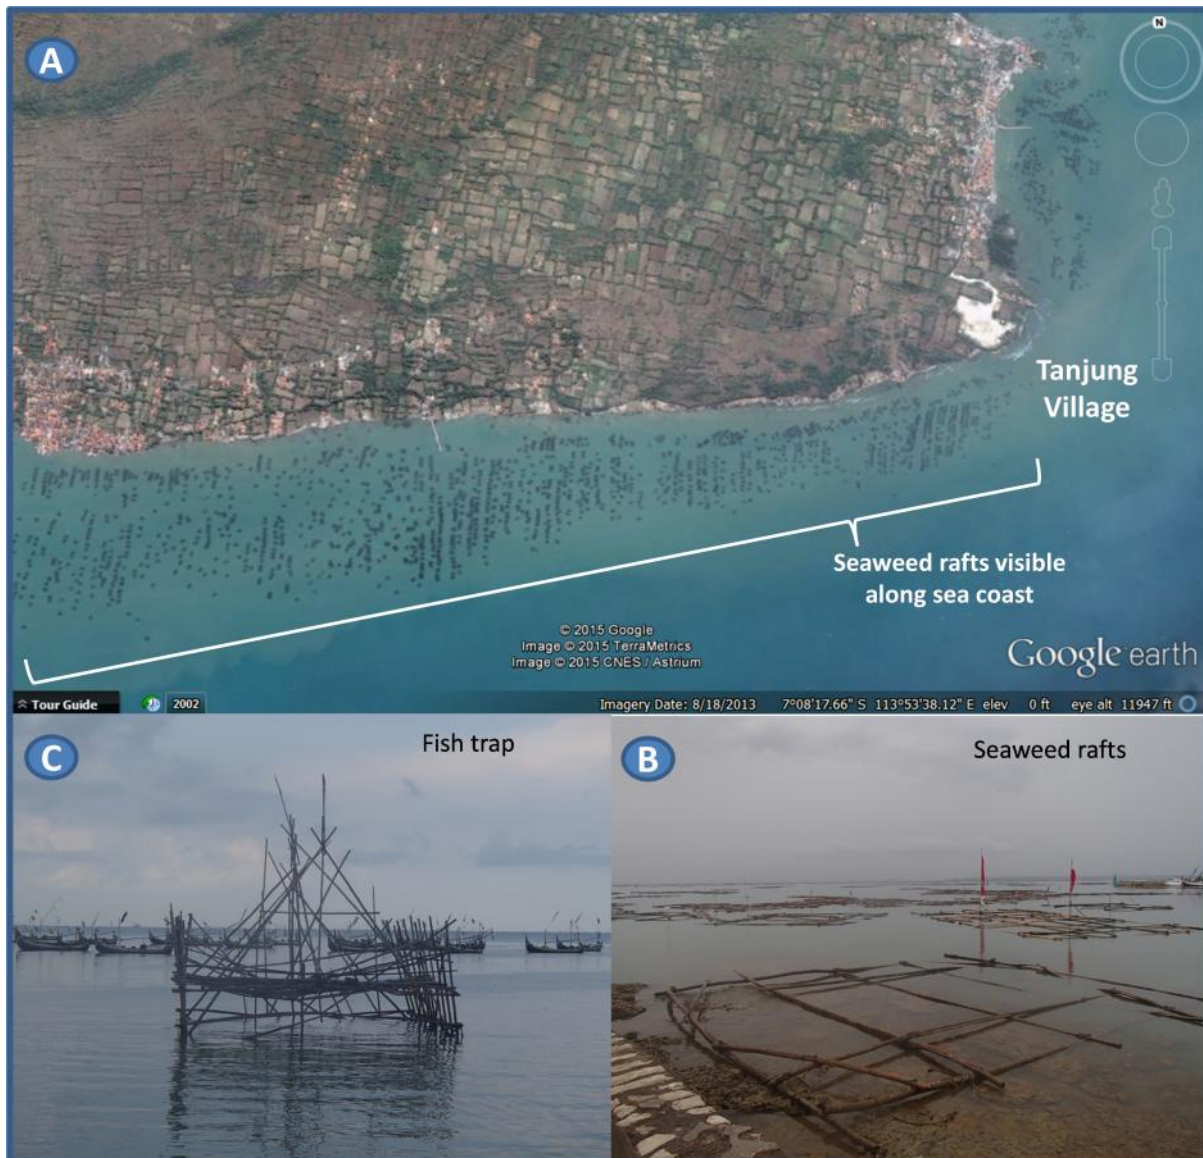 A
N
Tanjung
Village
Seaweed rafts visible
along sea coast
© 2015 Google
Image © 2015 TerraMetrics
Image © 2015 CNES / Astrium
Google earth
Tour Guide
2002
Imagery Date: 8/18/2013 7°08'17.66" S 113°53'38.12" E elev 0 ft eye alt 11947 ft
C
Fish trap
B
Seaweed rafts